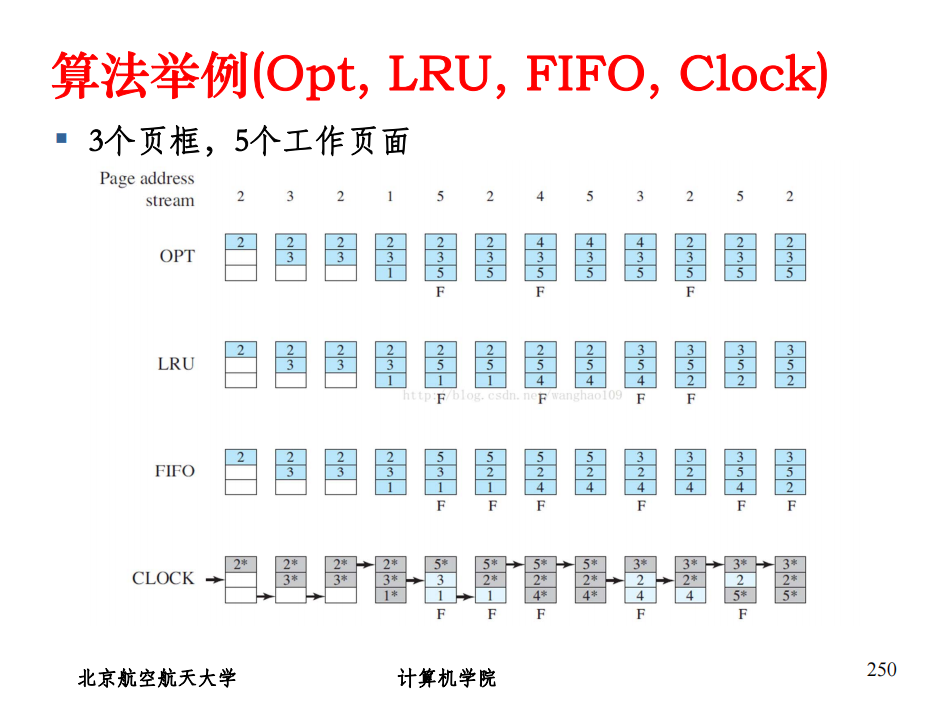 算法举例(Opt, LRU, FIFO, Clock)
3个页框，5个工作页面
Page address
stream 2 3 2 1 5 2 4 5 3 2 5 2
2 2 2 2 2 2 4 4 4 2 2 2
OPT 3 3 3 3 3 3 3 3 3 3 3
1 5 5 5 5 5 5 5 5
F F F
2 2 2 2 2 2 2 2 3 3 3 3
LRU 3 3 3 5 5 5 5 5 5 5 5
1 1 1 4 4 4 2 2 2
http://blog.csdn.net/wanghao109
F F F F
2 2 2 2 5 5 5 5 3 3 3 3
FIFO 3 3 3 3 2 2 2 2 2 5 5
1 1 1 4 4 4 4 4 2
F F F F F F
2* 2* 2* 2* 5* 5* 5* 5* 3* 3* 3* 3*
CLOCK 3* 3* 3* 3 2* 2* 2* 2 2* 2 2*
1* 1 1 4* 4* 4 4 5* 5*
F F F F F
北京航空航天大学 计算机学院 250